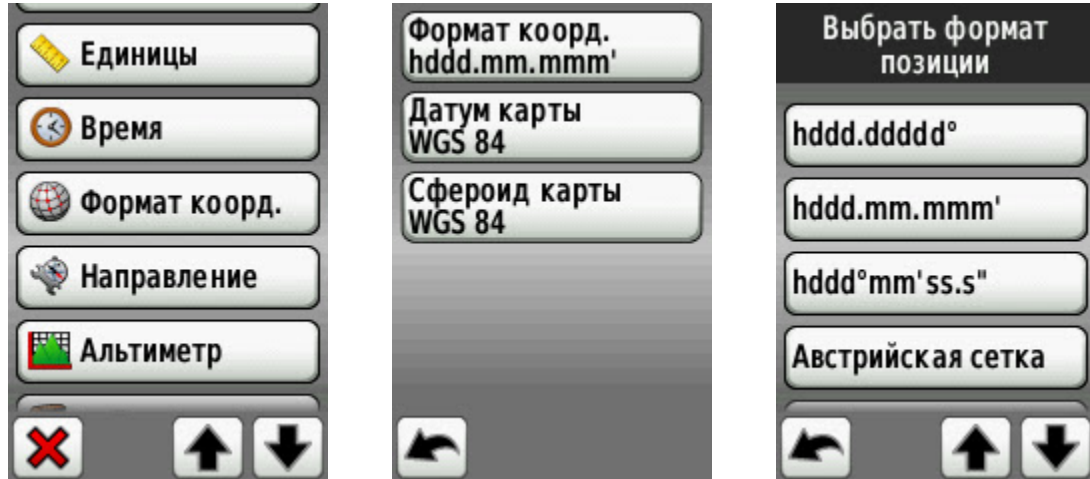 Единицы
Время
Формат коорд.
Направление
Альтиметр
Формат коорд.
hddd.mm.mmm'
Датум карты
WGS 84
Сфероид карты
WGS 84
Выбрать формат
позиции
hddd.ddddd°
hddd.mm.mmm'
hddd°mm'ss.s"
Австрийская сетка